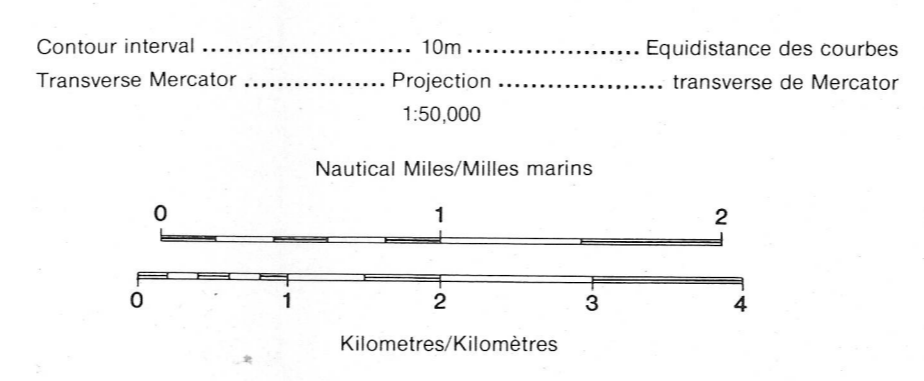 Contour interval ......................... 10m ..................... Equidistance des courbes
Transverse Mercator ................. Projection .................... transverse de Mercator
1:50,000
Nautical Miles/Milles marins
0 1 2
0 1 2 3 4
Kilometres/Kilomètres